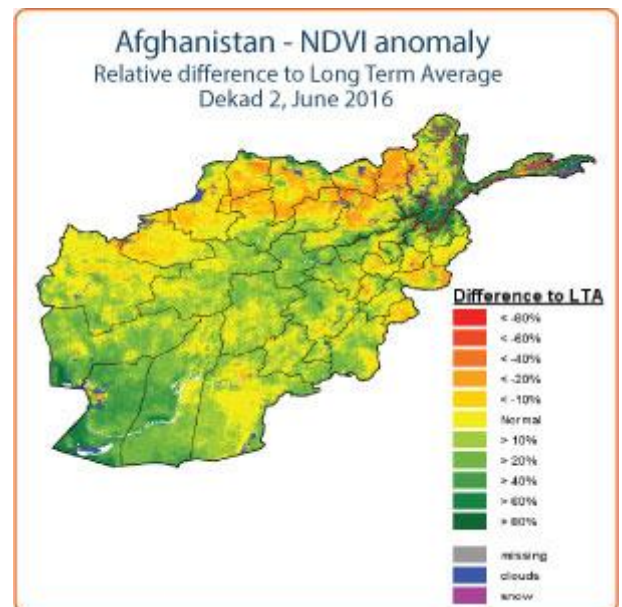 Afghanistan - NDVI anomaly
Relative difference to Long Term Average
Dekad 2, June 2016
Difference to LTA
< -80%
< -60%
< -40%
< -20%
< -10%
Normal
> 10%
> 20%
> 40%
> 60%
> 80%
missing
clouds
snow